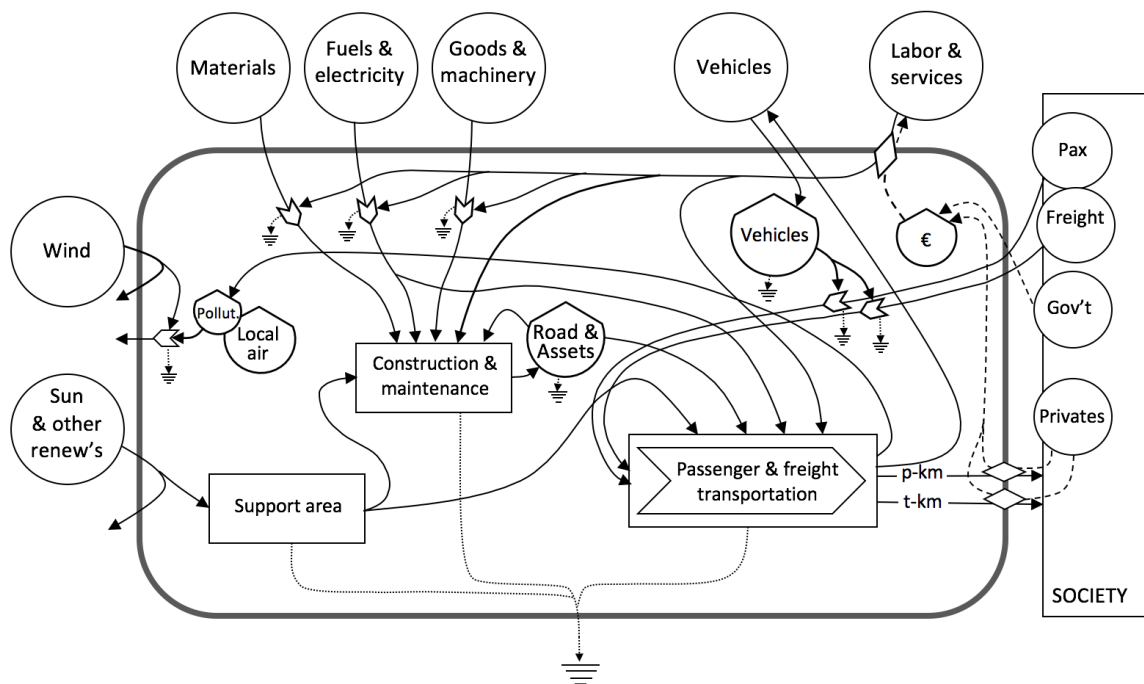 Materials
Fuels &
electricity
Goods &
machinery
Vehicles
Labor &
services
Pax
Freight
Wind
Vehicles
€
Gov't
Pollut.
Local
air
Road &
Assets
Construction &
maintenance
Sun
& other
renew's
Privates
Passenger & freight
transportation
p-km
t-km
Support area
SOCIETY